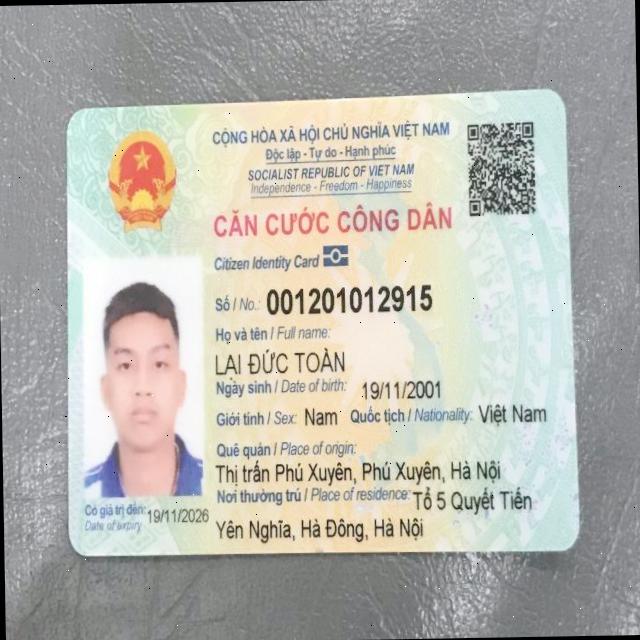 CỘNG HÒA XÃ HỘI CHỦ NGHĨA VIỆT NAM
Độc lập - Tự do - Hạnh phúc
SOCIALIST REPUBLIC OF VIET NAM
Independence - Freedom - Happiness
CĂN CƯỚC CÔNG DÂN
Citizen Identity Card
Số / No.: 001201012915
Họ và tên / Full name:
LẠI ĐỨC TOÀN
Ngày sinh / Date of birth: 19/11/2001
Giới tính / Sex: Nam Quốc tịch / Nationality: Việt Nam
Quê quán / Place of origin:
Thị trấn Phú Xuyên, Phú Xuyên, Hà Nội
Nơi thường trú / Place of residence: Tổ 5 Quyết Tiến
Yên Nghĩa, Hà Đông, Hà Nội
Có giá trị đến: 19/11/2026
Date of expiry